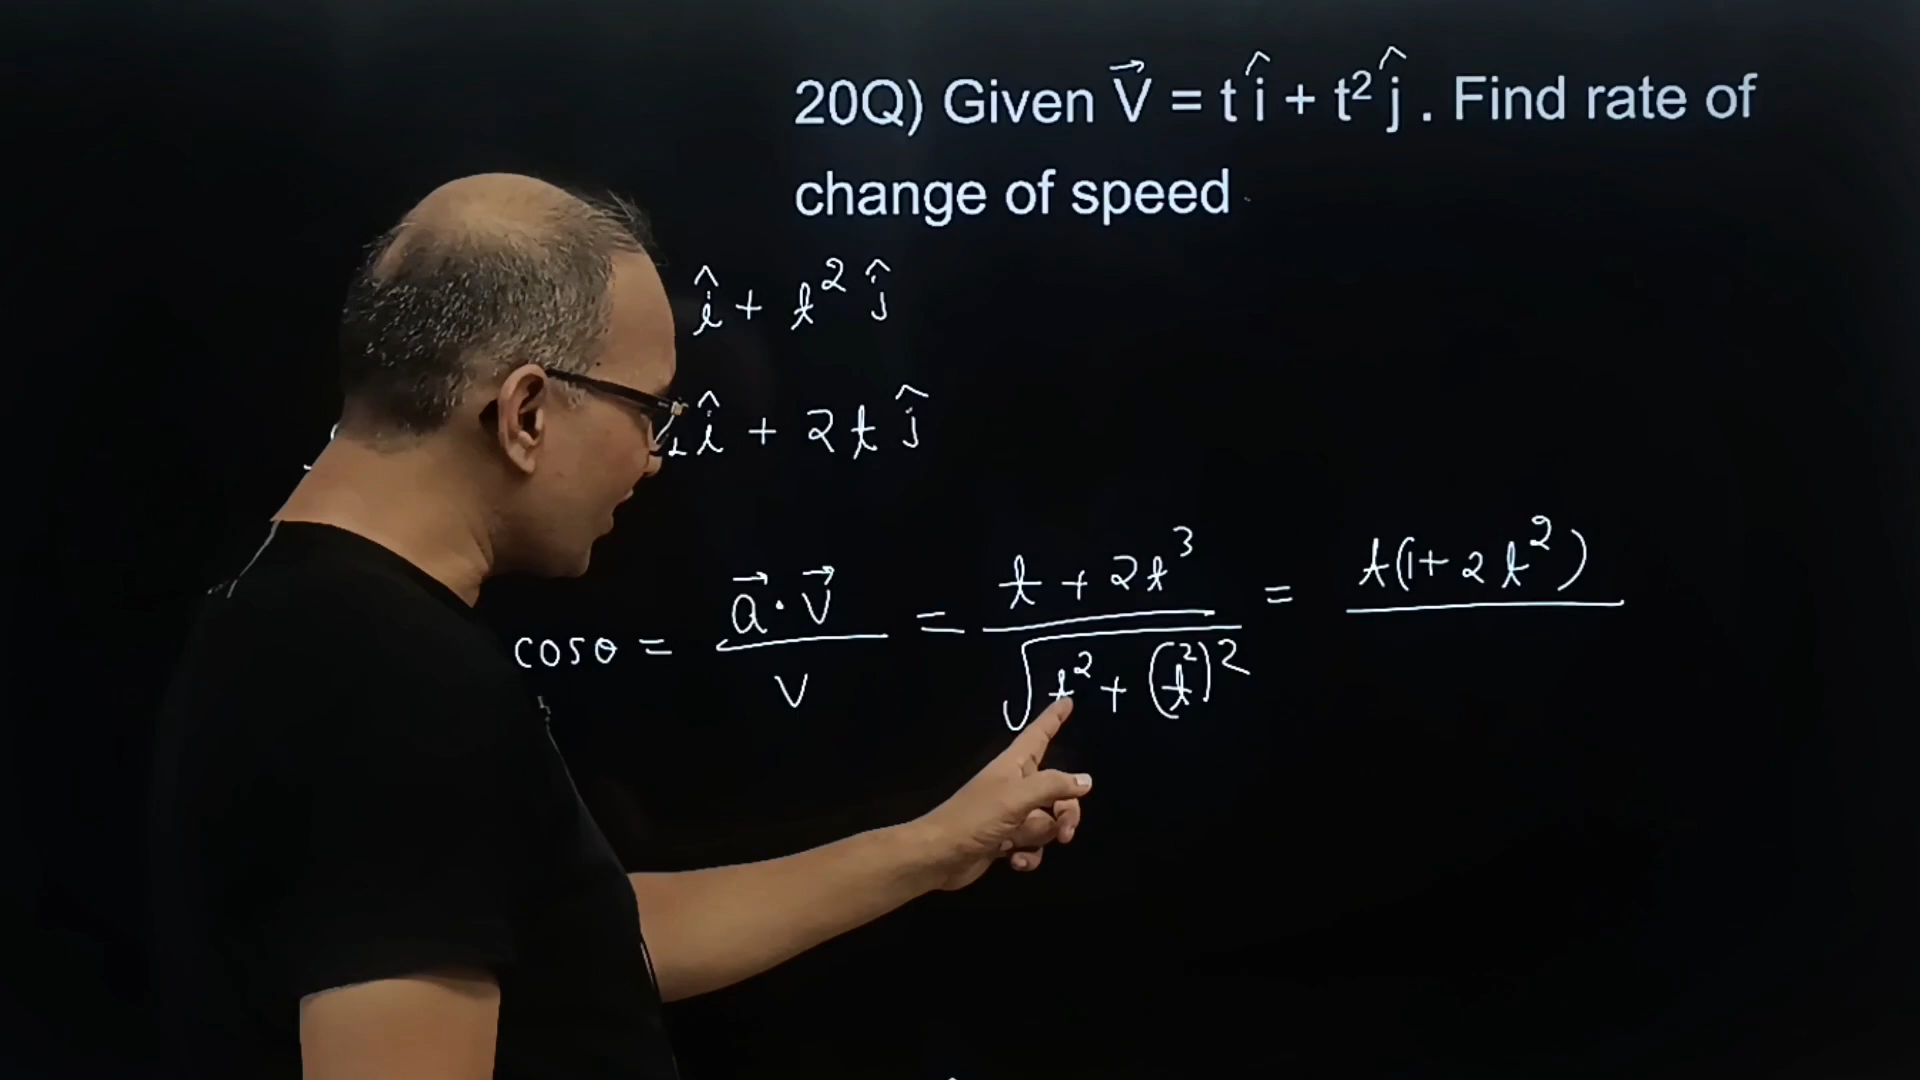 20Q) Given V⃗ = t î + t² ĵ . Find rate of
change of speed
î + t² ĵ
î + 2t ĵ
cosθ = a⃗ · v⃗ / v = t + 2t³ / √(t² + (t²)²) = t(1 + 2t²)